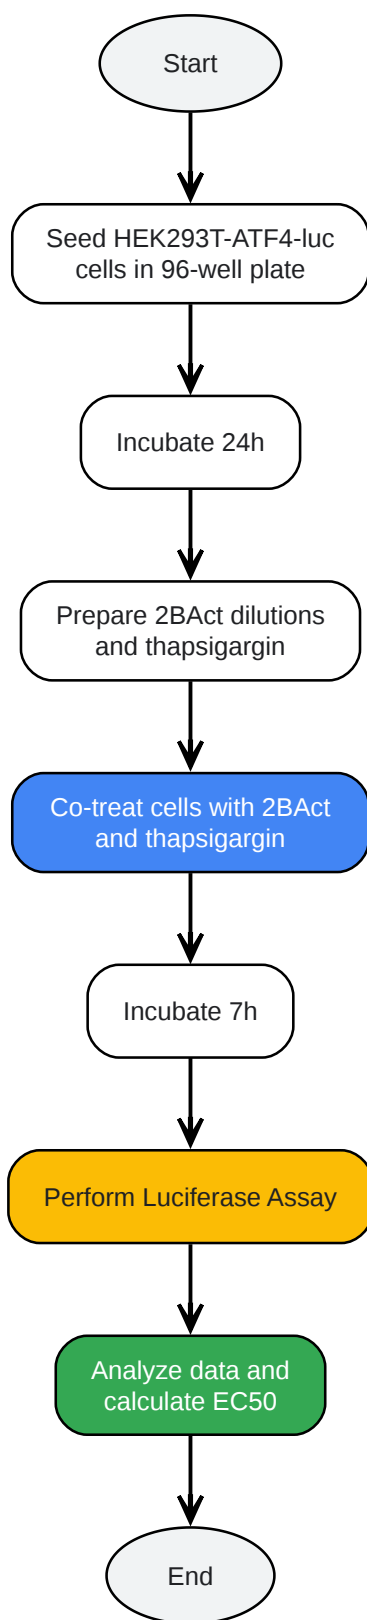 Start
Seed HEK293T-ATF4-luc
cells in 96-well plate
Incubate 24h
Prepare 2BAct dilutions
and thapsigargin
Co-treat cells with 2BAct
and thapsigargin
Incubate 7h
Perform Luciferase Assay
Analyze data and
calculate EC50
End